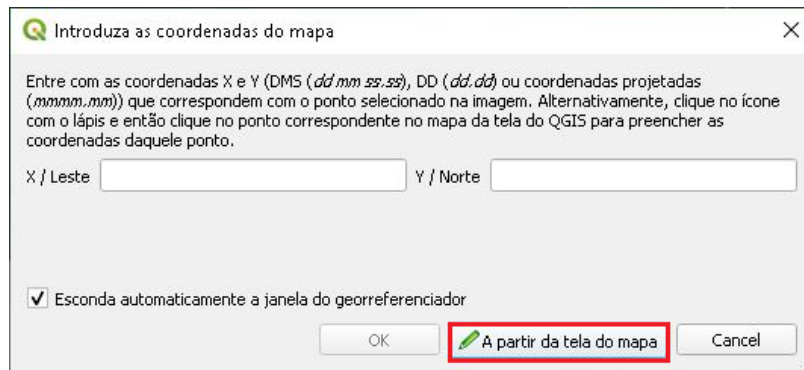 Introduza as coordenadas do mapa
Entre com as coordenadas X e Y (DMS (dd mm ss.ss), DD (dd.dd) ou coordenadas projetadas
(mmmm.mm)) que correspondem com o ponto selecionado na imagem. Alternativamente, clique no ícone
com o lápis e então clique no ponto correspondente no mapa da tela do QGIS para preencher as
coordenadas daquele ponto.
X / Leste Y / Norte
Esconda automaticamente a janela do georreferenciador
OK A partir da tela do mapa Cancel